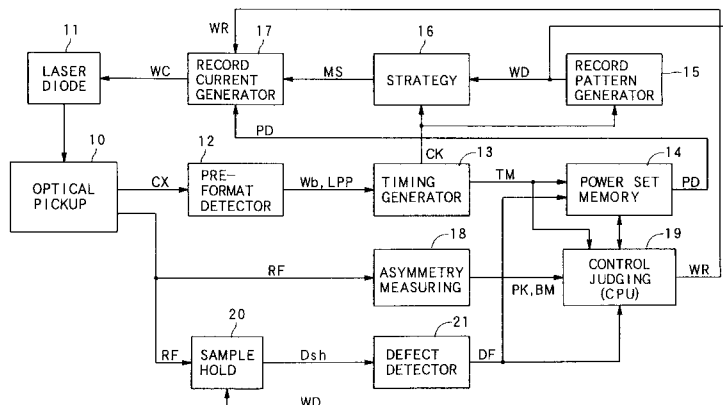 11
LASER
DIODE
WC
WR
17
RECORD
CURRENT
GENERATOR
MS
16
STRATEGY
WD
RECORD
PATTERN
GENERATOR
15
PD
10
OPTICAL
PICKUP
CX
12
PRE-
FORMAT
DETECTOR
Wb, LPP
CK
13
TIMING
GENERATOR
TM
14
POWER SET
MEMORY
PD
RF
18
ASYMMETRY
MEASURING
PK, BM
19
CONTROL
JUDGING
(CPU)
WR
20
RF
SAMPLE
HOLD
Dsh
21
DEFECT
DETECTOR
DF
WD